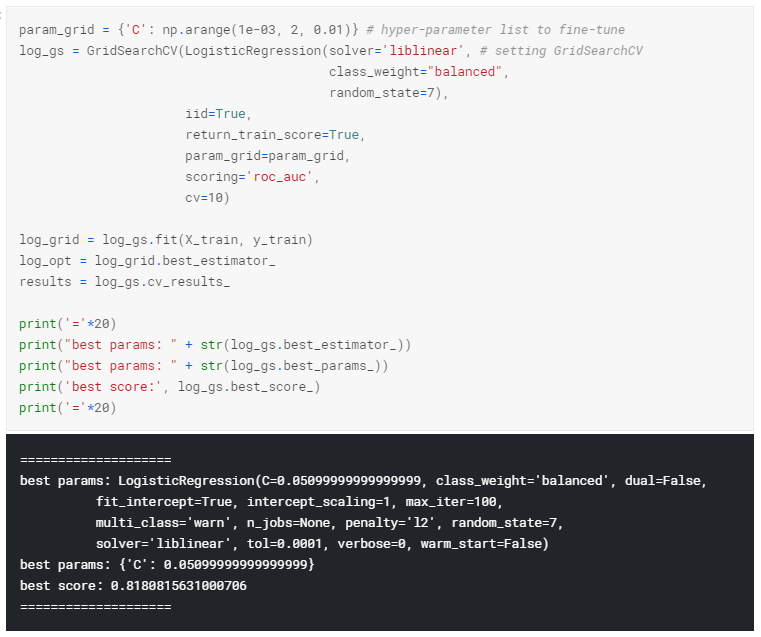 param_grid = {'C': np.arange(1e-03, 2, 0.01)} # hyper-parameter list to fine-tune
log_gs = GridSearchCV(LogisticRegression(solver='liblinear', # setting GridSearchCV
                                         class_weight="balanced",
                                         random_state=7),
                      iid=True,
                      return_train_score=True,
                      param_grid=param_grid,
                      scoring='roc_auc',
                      cv=10)
log_grid = log_gs.fit(X_train, y_train)
log_opt = log_grid.best_estimator_
results = log_gs.cv_results_
print('='*20)
print("best params: " + str(log_gs.best_estimator_))
print("best params: " + str(log_gs.best_params_))
print('best score:', log_gs.best_score_)
print('='*20)
====================
best params: LogisticRegression(C=0.05099999999999999, class_weight='balanced', dual=False,
          fit_intercept=True, intercept_scaling=1, max_iter=100,
          multi_class='warn', n_jobs=None, penalty='l2', random_state=7,
          solver='liblinear', tol=0.0001, verbose=0, warm_start=False)
best params: {'C': 0.05099999999999999}
best score: 0.8180815631000706
====================